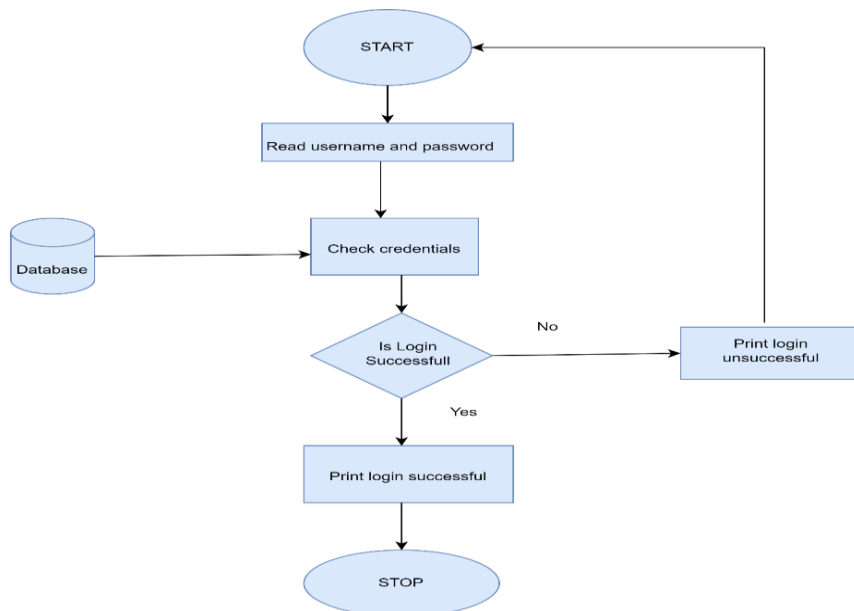 START
Read username and password
Check credentials
Database
Is Login
Successfull
No
Print login
unsuccessful
Yes
Print login successful
STOP